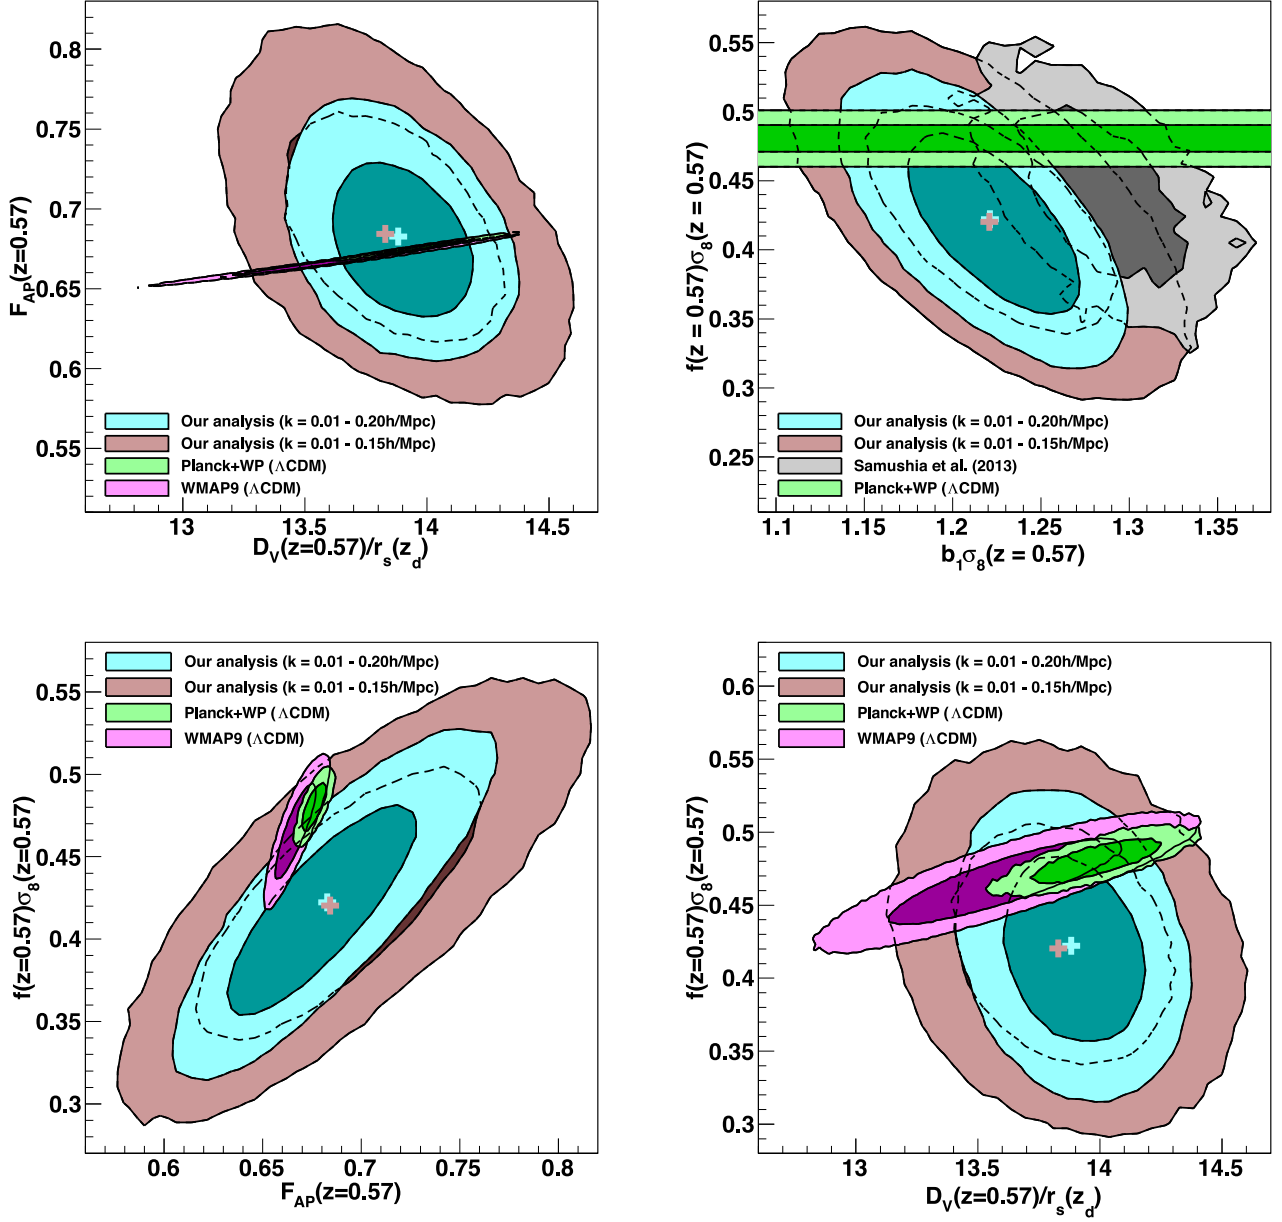 0.8
0.75
0.7
0.65
0.6
0.55
F_AP(z=0.57)
Our analysis (k = 0.01 - 0.20h/Mpc)
Our analysis (k = 0.01 - 0.15h/Mpc)
Planck+WP (ΛCDM)
WMAP9 (ΛCDM)
13 13.5 14 14.5
D_V(z=0.57)/r_s(z_d)
0.55
0.5
0.45
0.4
0.35
0.3
0.25
f(z = 0.57)σ_8(z = 0.57)
Our analysis (k = 0.01 - 0.20h/Mpc)
Our analysis (k = 0.01 - 0.15h/Mpc)
Samushia et al. (2013)
Planck+WP (ΛCDM)
1.1 1.15 1.2 1.25 1.3 1.35
b_1σ_8(z = 0.57)
Our analysis (k = 0.01 - 0.20h/Mpc)
Our analysis (k = 0.01 - 0.15h/Mpc)
Planck+WP (ΛCDM)
WMAP9 (ΛCDM)
0.55
0.5
0.45
0.4
0.35
0.3
f(z=0.57)σ_8(z=0.57)
0.6 0.65 0.7 0.75 0.8
F_AP(z=0.57)
Our analysis (k = 0.01 - 0.20h/Mpc)
Our analysis (k = 0.01 - 0.15h/Mpc)
Planck+WP (ΛCDM)
WMAP9 (ΛCDM)
0.6
0.55
0.5
0.45
0.4
0.35
0.3
f(z=0.57)σ_8(z=0.57)
13 13.5 14 14.5
D_V(z=0.57)/r_s(z_d)